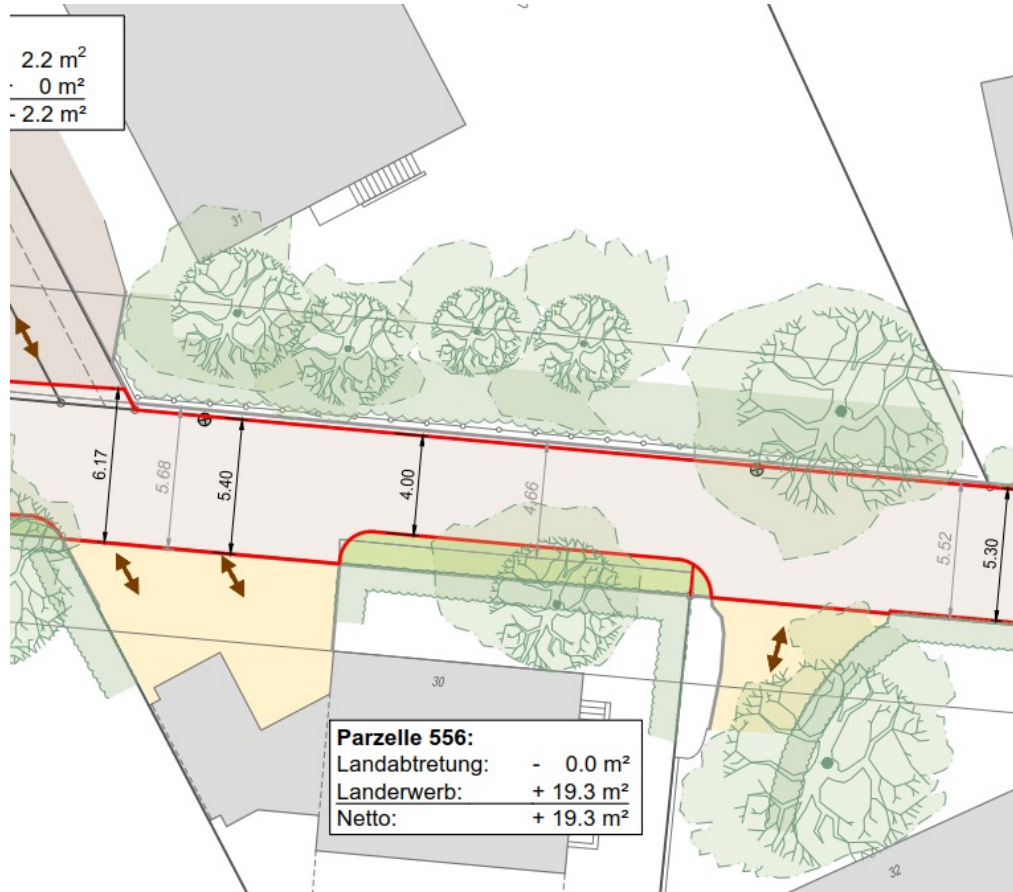 2.2 m²
- 0 m²
- 2.2 m²
31
6.17
5.68
5.40
4.00
4.66
5.52
5.30
30
Parzelle 556:
Landabtretung: - 0.0 m²
Landerwerb: + 19.3 m²
Netto: + 19.3 m²
32